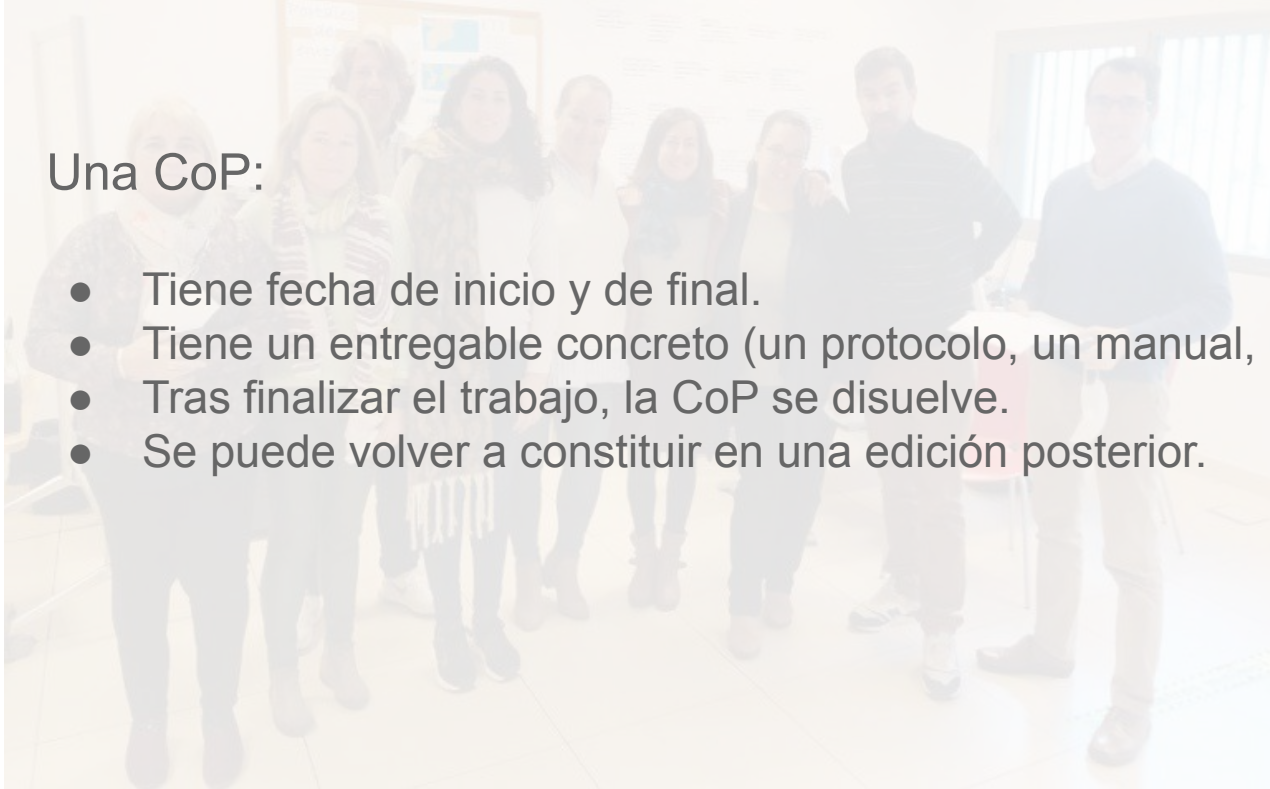 Una CoP:
● Tiene fecha de inicio y de final.
● Tiene un entregable concreto (un protocolo, un manual,
● Tras finalizar el trabajo, la CoP se disuelve.
● Se puede volver a constituir en una edición posterior.